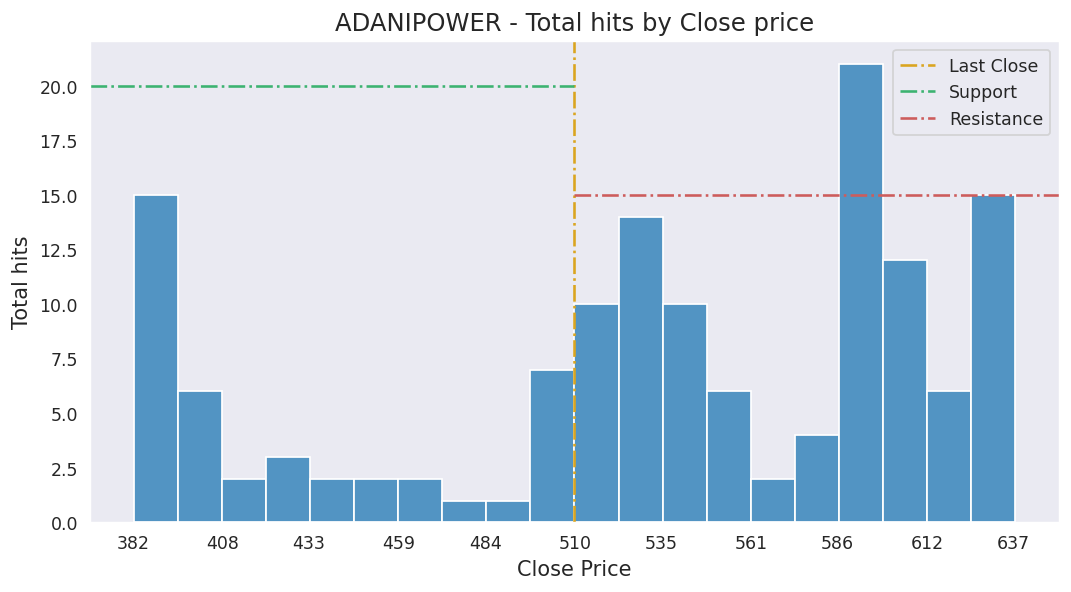 ADANIPOWER - Total hits by Close price
Last Close
Support
Resistance
Total hits
20.0
17.5
15.0
12.5
10.0
7.5
5.0
2.5
0.0
382 408 433 459 484 510 535 561 586 612 637
Close Price